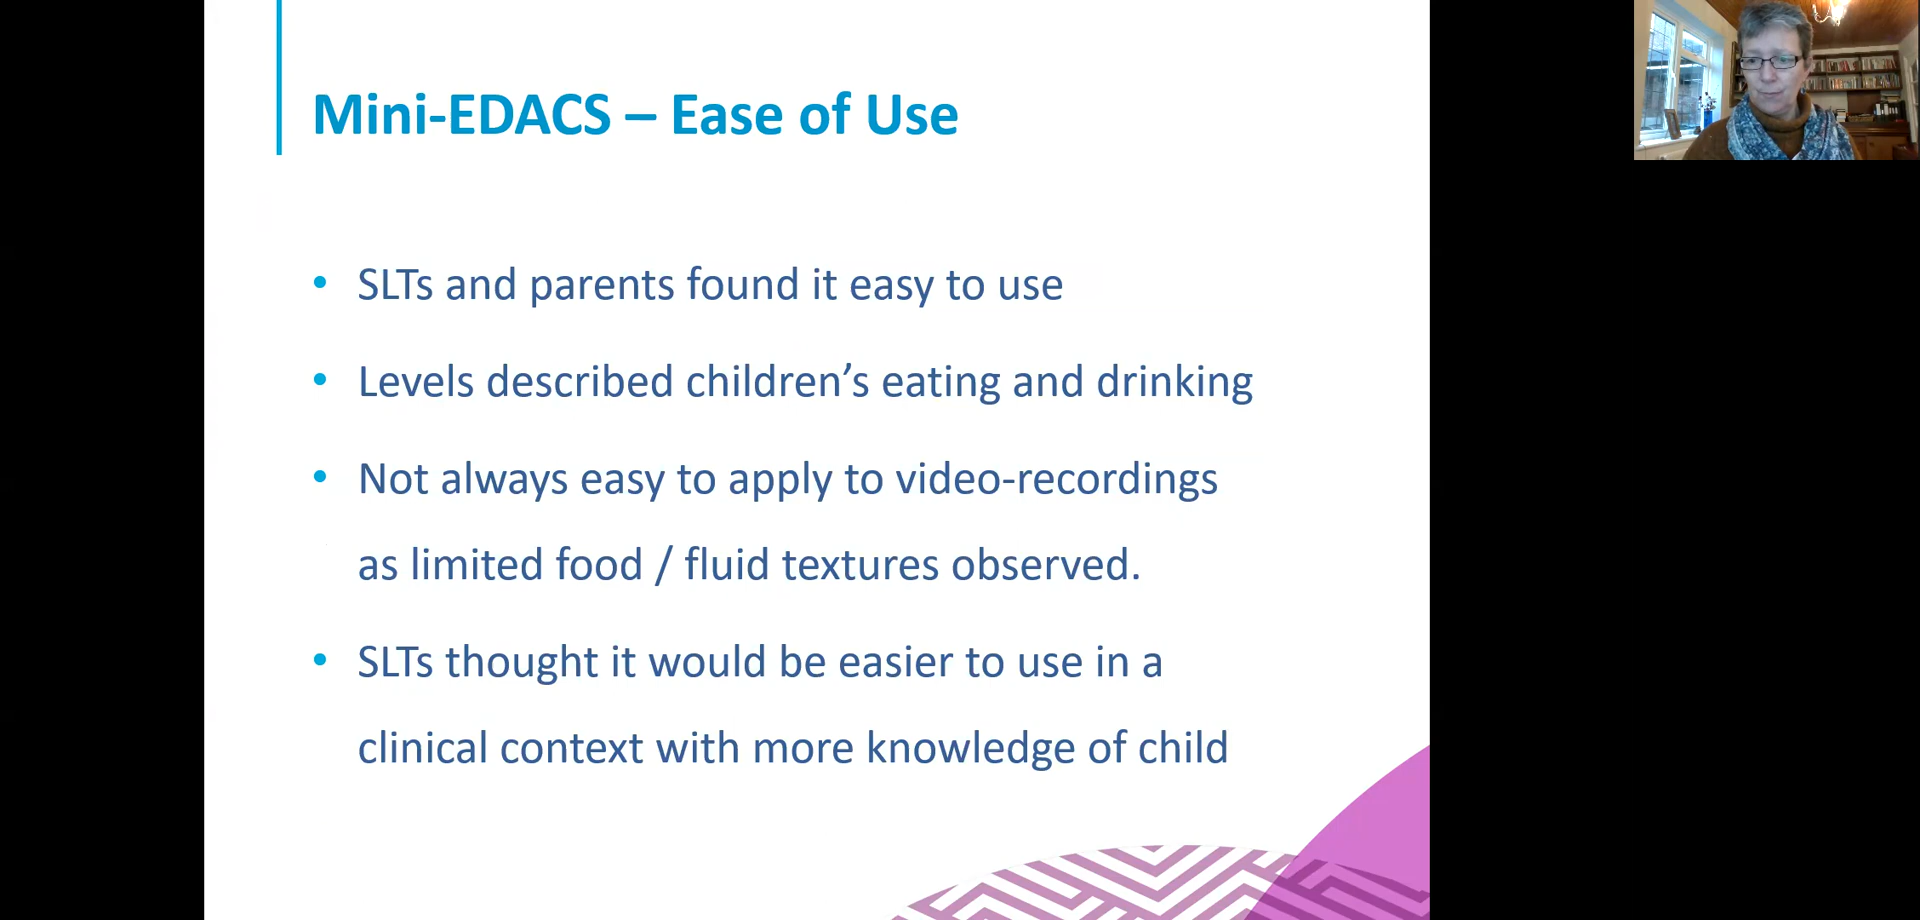 Mini-EDACS – Ease of Use
• SLTs and parents found it easy to use
• Levels described children’s eating and drinking
• Not always easy to apply to video-recordings
as limited food / fluid textures observed.
• SLTs thought it would be easier to use in a
clinical context with more knowledge of child